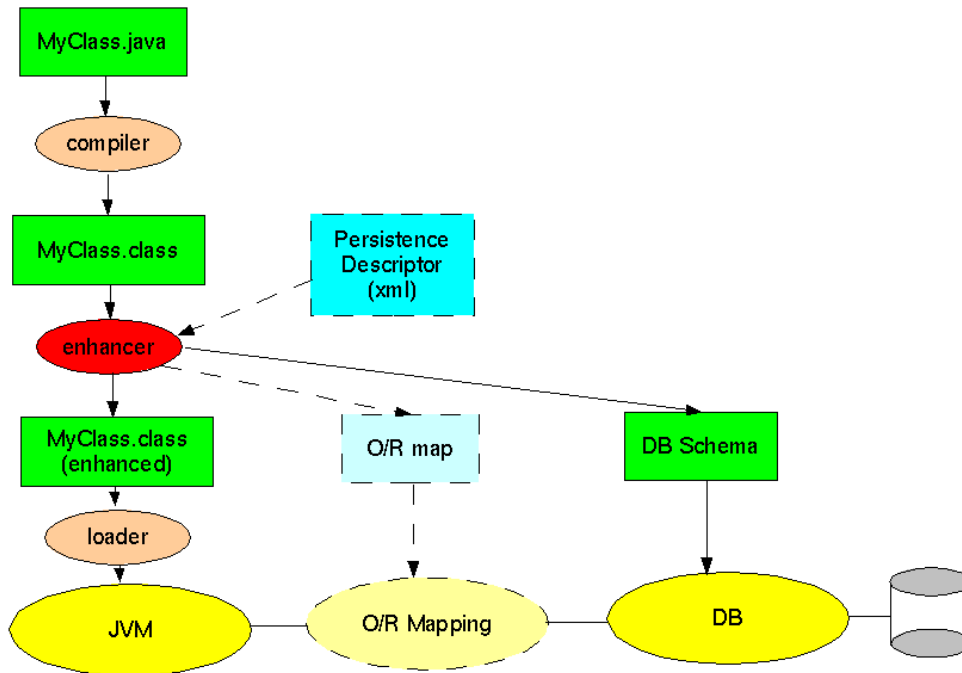 MyClass.java
compiler
MyClass.class
Persistence
Descriptor
(xml)
enhancer
MyClass.class
(enhanced)
O/R map
DB Schema
loader
JVM
O/R Mapping
DB